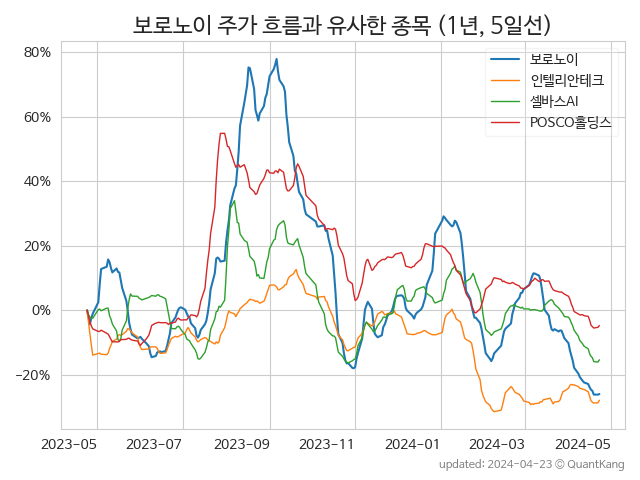 보로노이 주가 흐름과 유사한 종목 (1년, 5일선)
80%
60%
40%
20%
0%
−20%
보로노이
인텔리안테크
셀바스AI
POSCO홀딩스
2023-05
2023-07
2023-09
2023-11
2024-01
2024-03
2024-05
updated: 2024-04-23 © QuantKang